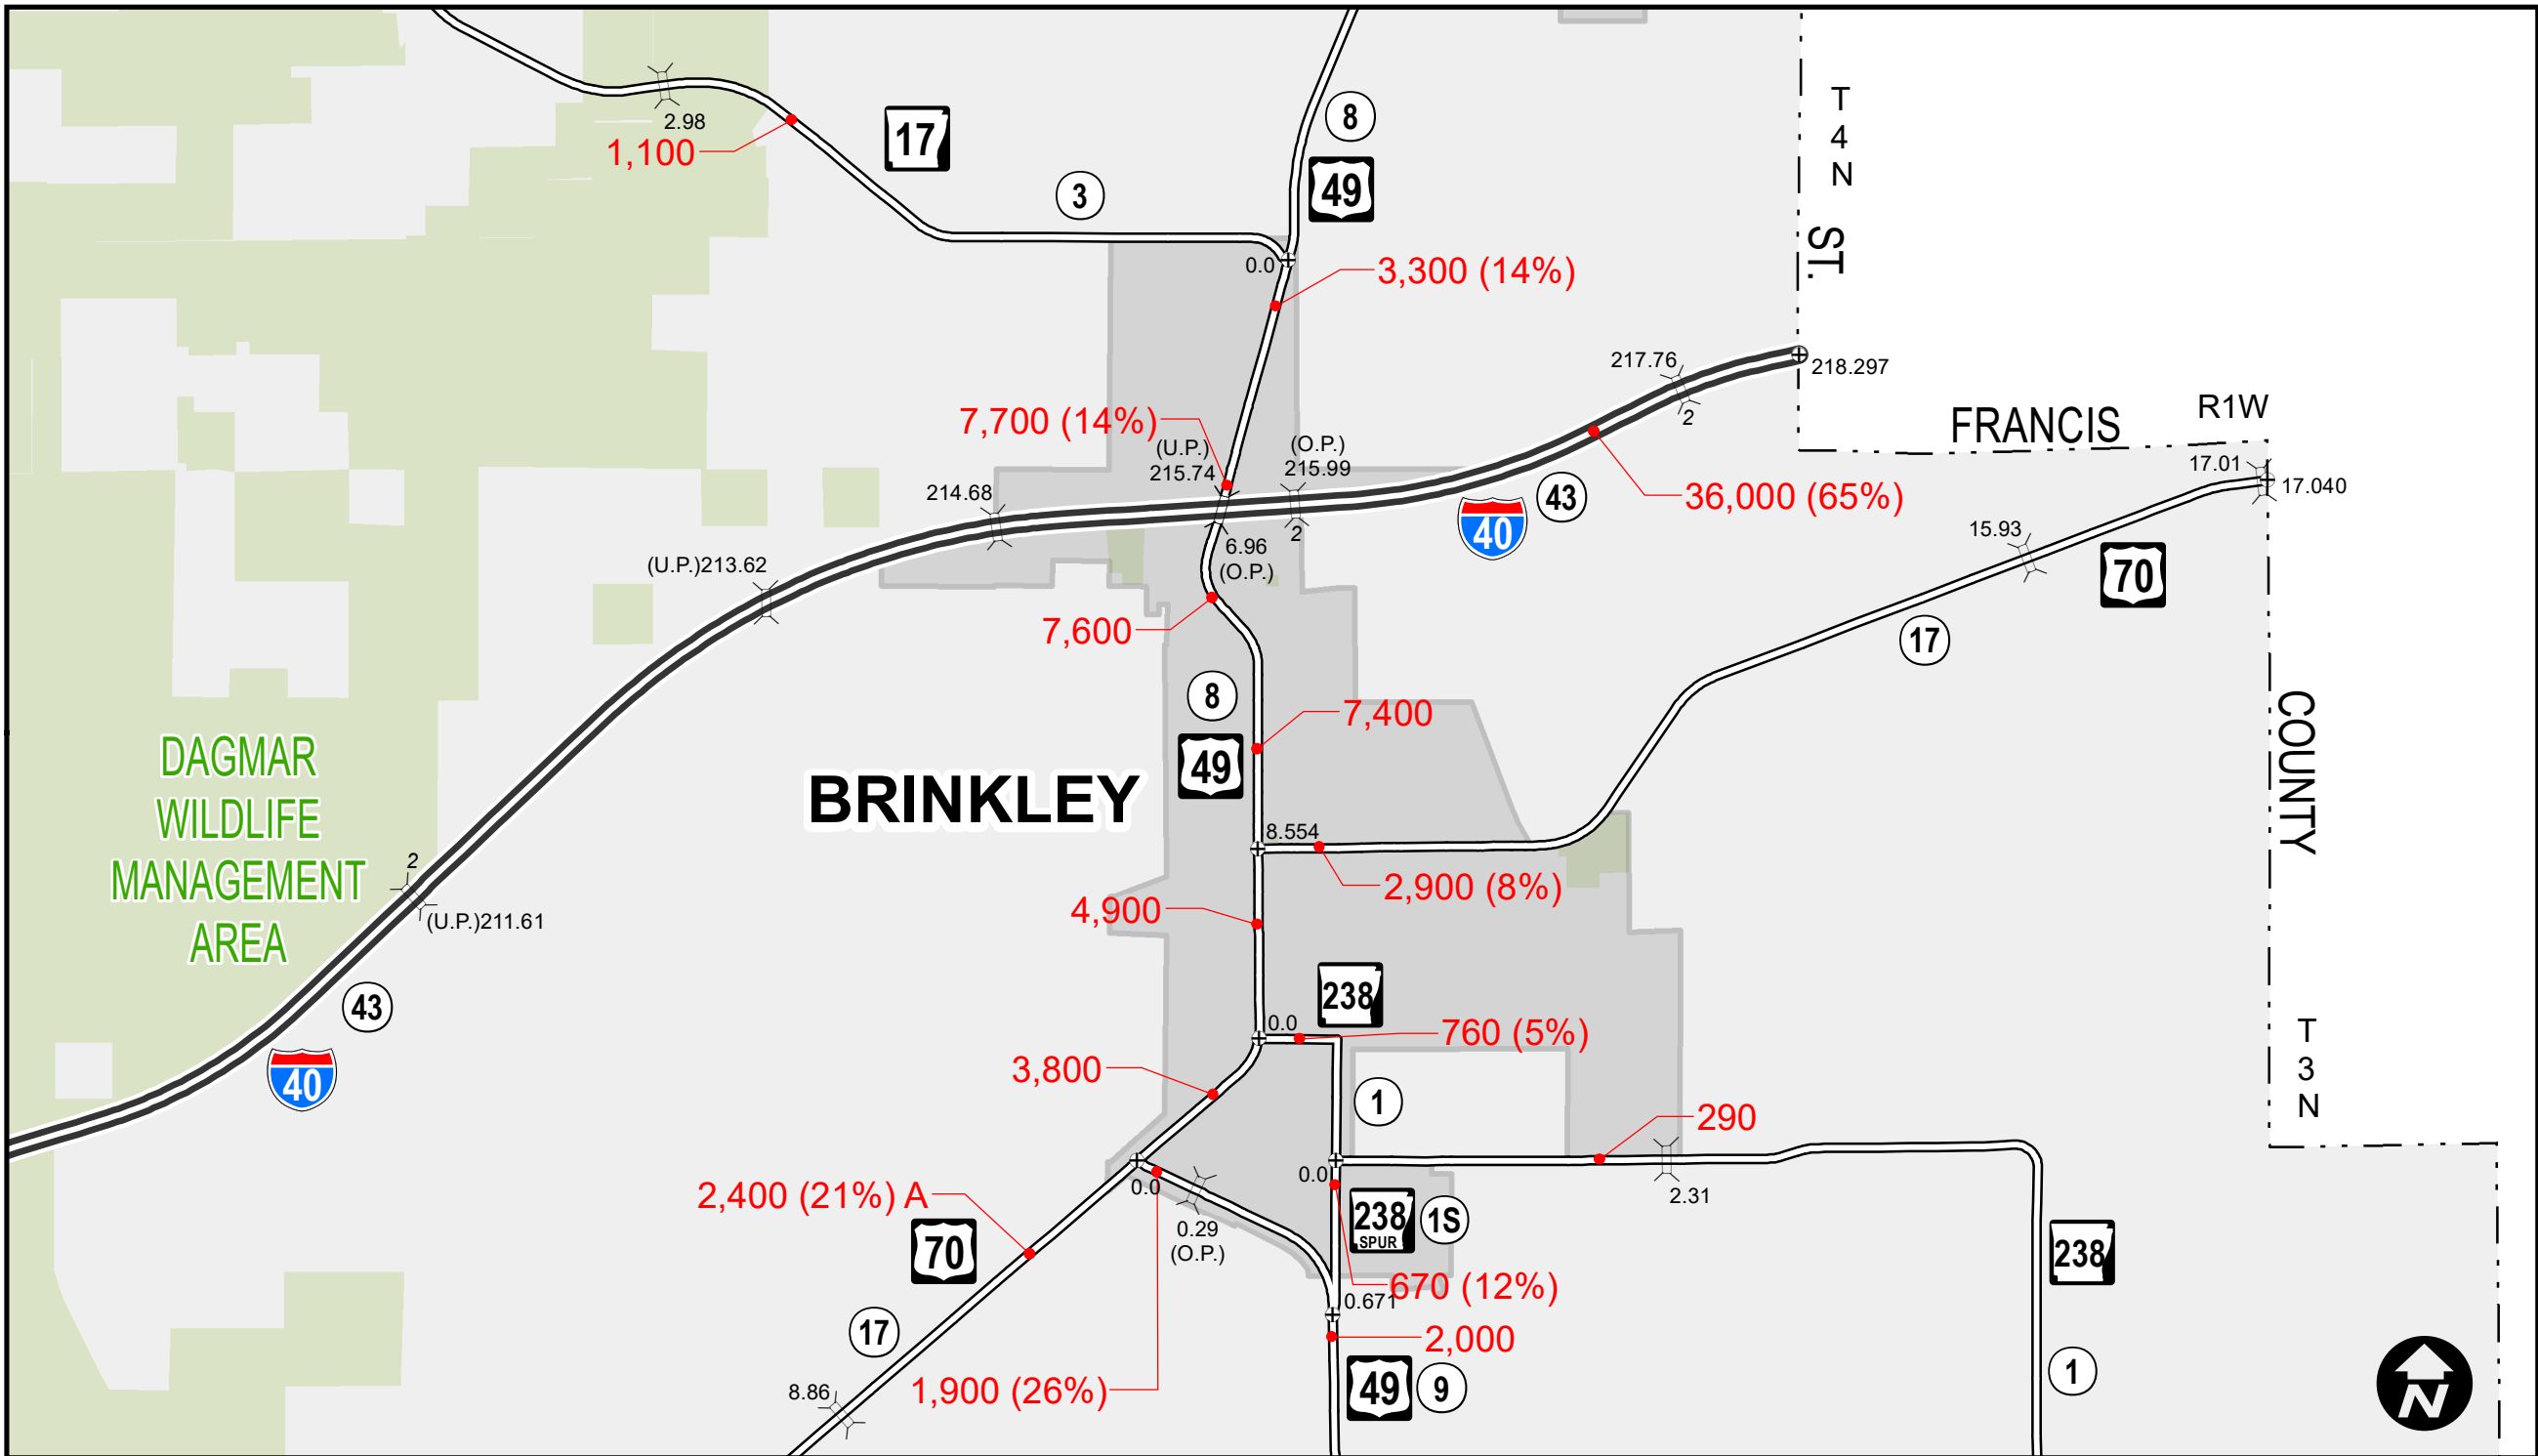 2.98
1,100
17
3
8
49
T
4
N
ST.
0.0
3,300 (14%)
217.76
218.297
2
7,700 (14%)
(U.P.)
215.74
(O.P.)
215.99
2
FRANCIS
R1W
17.01
17.040
36,000 (65%)
43
40
214.68
(U.P.)213.62
6.96
(O.P.)
15.93
70
17
7,600
8
49
7,400
COUNTY
DAGMAR
WILDLIFE
MANAGEMENT
AREA
BRINKLEY
8.554
2,900 (8%)
2
(U.P.)211.61
4,900
43
40
238
0.0
760 (5%)
3,800
1
290
T
3
N
0.0
0.0
2.31
2,400 (21%) A
70
0.29
(O.P.)
238
SPUR
1S
238
670 (12%)
0.671
2,000
17
1,900 (26%)
8.86
49
9
1
N